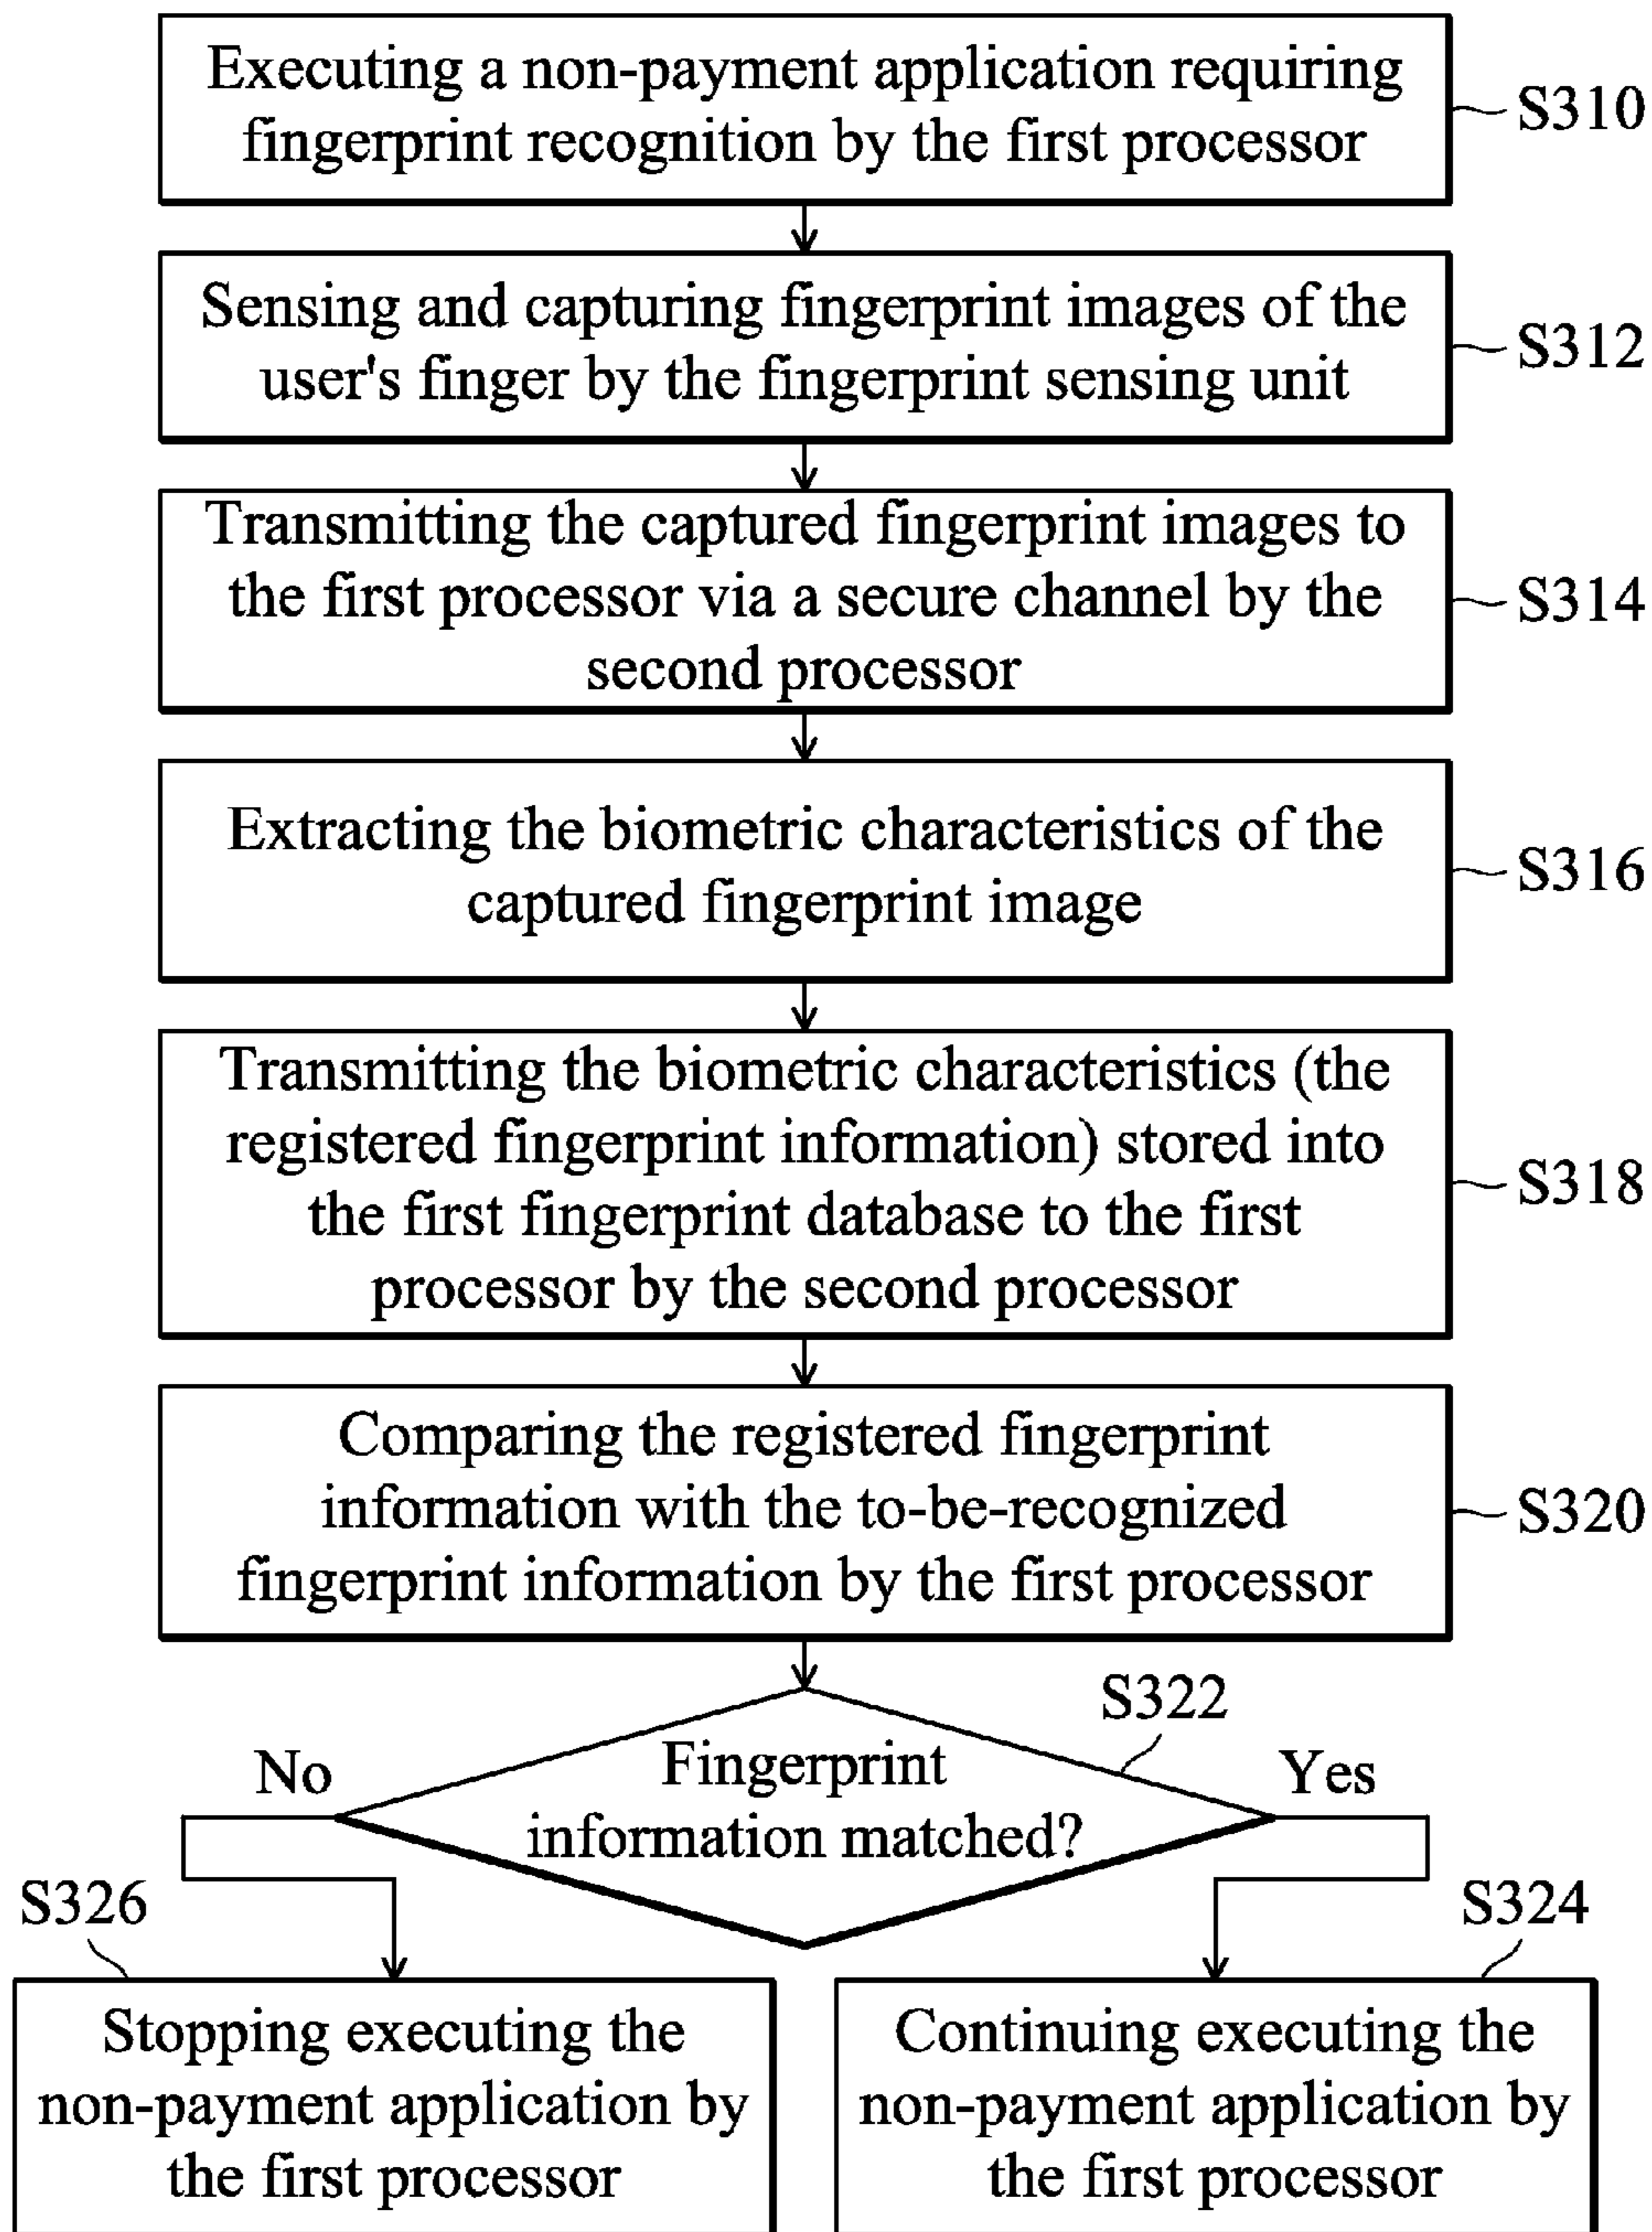 Executing a non-payment application requiring
fingerprint recognition by the first processor
S310
Sensing and capturing fingerprint images of the
user's finger by the fingerprint sensing unit
S312
Transmitting the captured fingerprint images to
the first processor via a secure channel by the
second processor
S314
Extracting the biometric characteristics of the
captured fingerprint image
S316
Transmitting the biometric characteristics (the
registered fingerprint information) stored into
the first fingerprint database to the first
processor by the second processor
S318
Comparing the registered fingerprint
information with the to-be-recognized
fingerprint information by the first processor
S320
S322
Fingerprint
information matched?
No
Yes
S326
Stopping executing the
non-payment application by
the first processor
S324
Continuing executing the
non-payment application by
the first processor